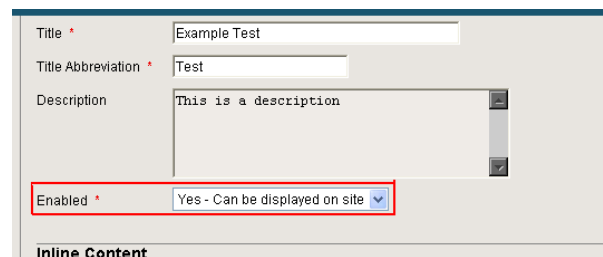 Title * Example Test
Title Abbreviation * Test
Description This is a description
Enabled * Yes - Can be displayed on site
Inline Content